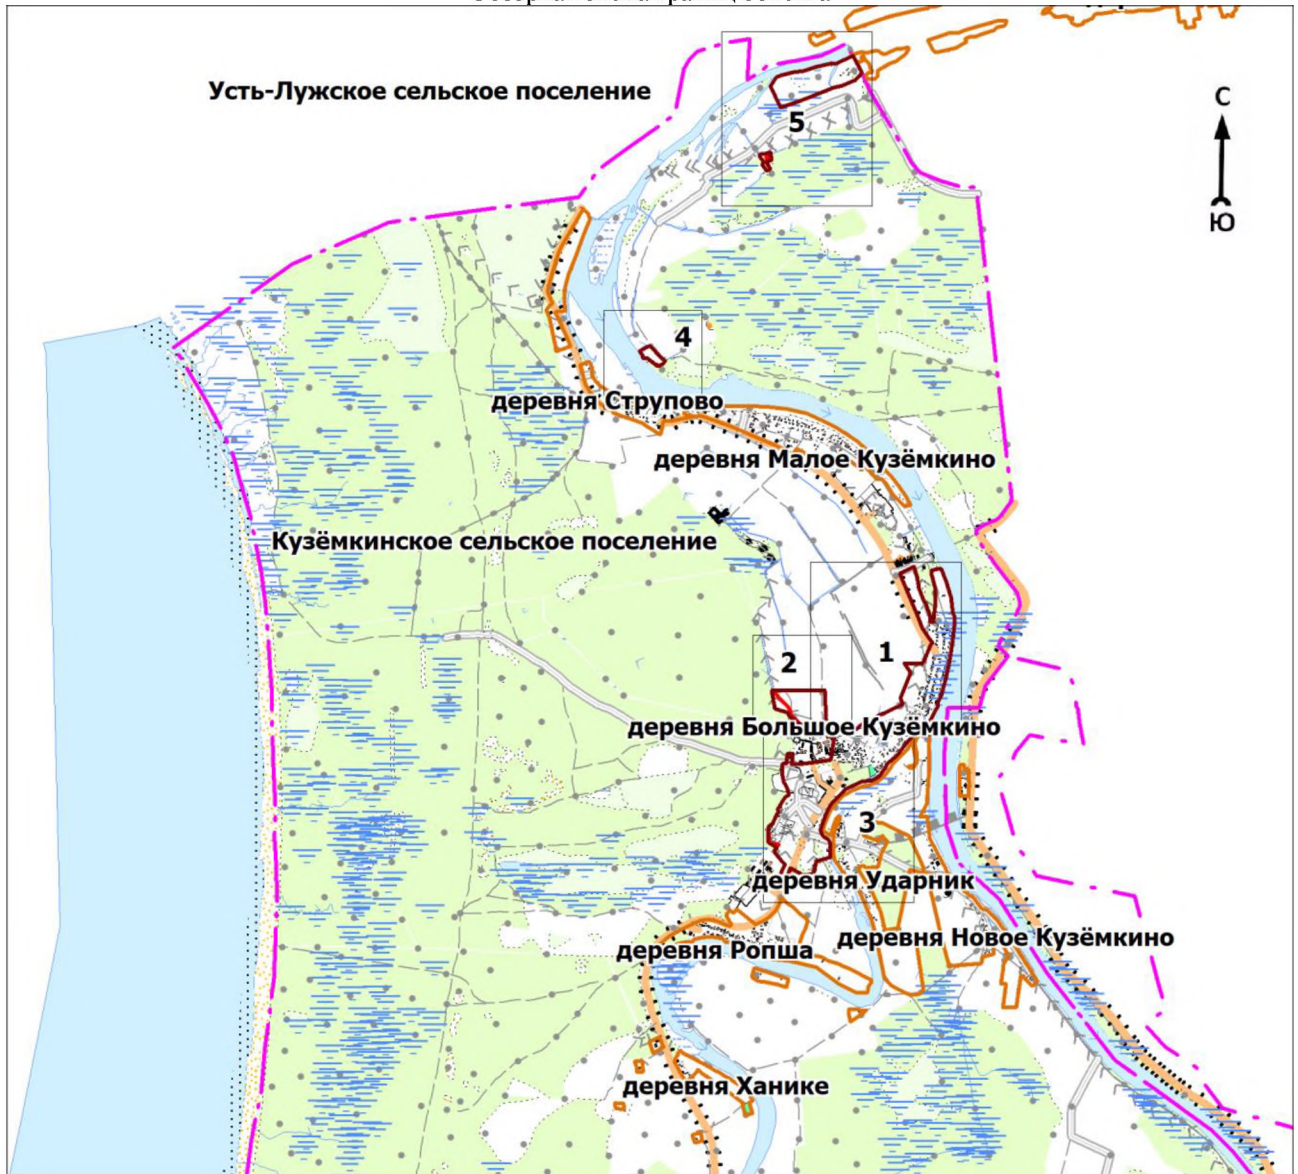 Усть-Лужское сельское поселение
С
Ю
5
4
деревня Струпово
деревня Малое Кузёмкино
Кузёмкинское сельское поселение
1
2
деревня Большое Кузёмкино
3
деревня Ударник
деревня Новое Кузёмкино
деревня Ропша
деревня Ханике